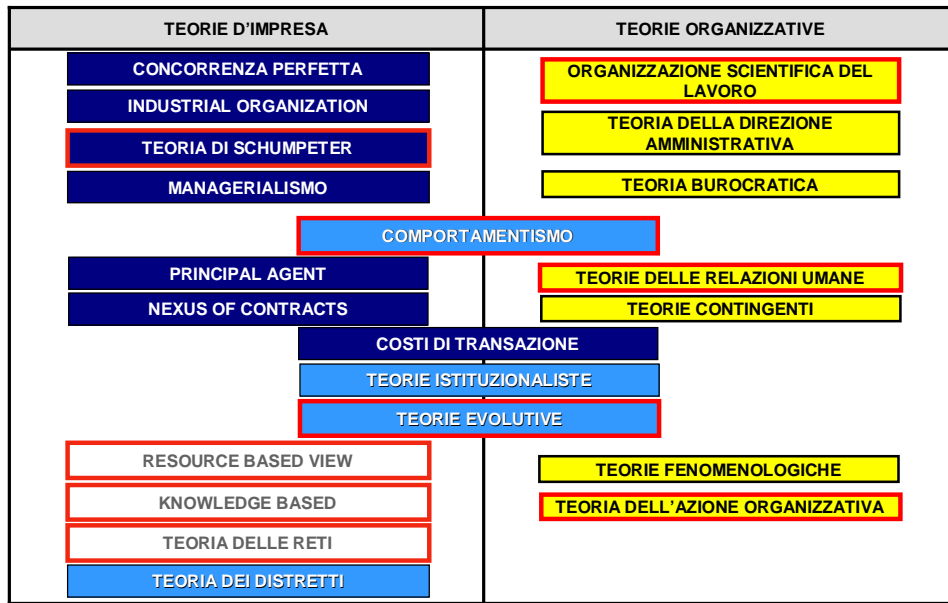 TEORIE D'IMPRESA
TEORIE ORGANIZZATIVE
CONCORRENZA PERFETTA
ORGANIZZAZIONE SCIENTIFICA DEL
LAVORO
INDUSTRIAL ORGANIZATION
TEORIA DELLA DIREZIONE
AMMINISTRATIVA
TEORIA DI SCHUMPETER
MANAGERIALISMO
TEORIA BUROCRATICA
COMPORTAMENTISMO
PRINCIPAL AGENT
TEORIE DELLE RELAZIONI UMANE
NEXUS OF CONTRACTS
TEORIE CONTINGENTI
COSTI DI TRANSAZIONE
TEORIE ISTITUZIONALISTE
TEORIE EVOLUTIVE
RESOURCE BASED VIEW
TEORIE FENOMENOLOGICHE
KNOWLEDGE BASED
TEORIA DELL'AZIONE ORGANIZZATIVA
TEORIA DELLE RETI
TEORIA DEI DISTRETTI